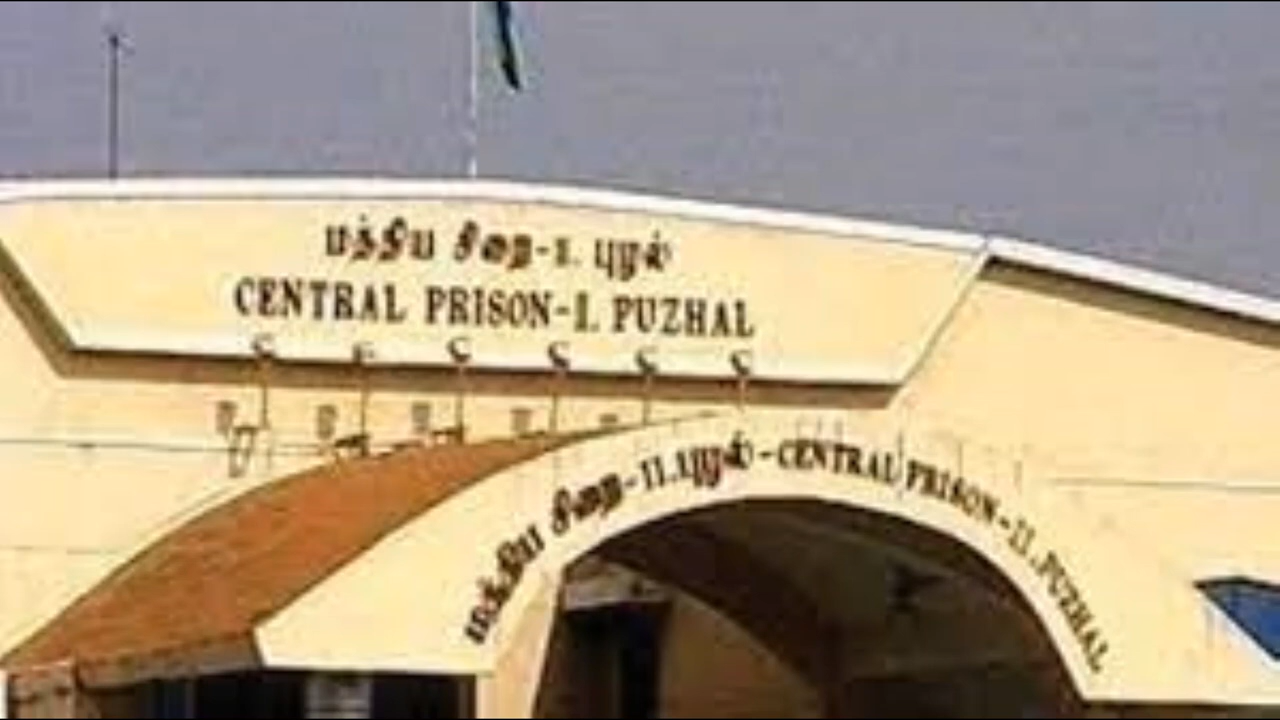 மத்திய சிறை-I. புழல்
CENTRAL PRISON-I. PUZHAL
மத்திய சிறை-II. புழல் - CENTRAL PRISON-II. PUZHAL